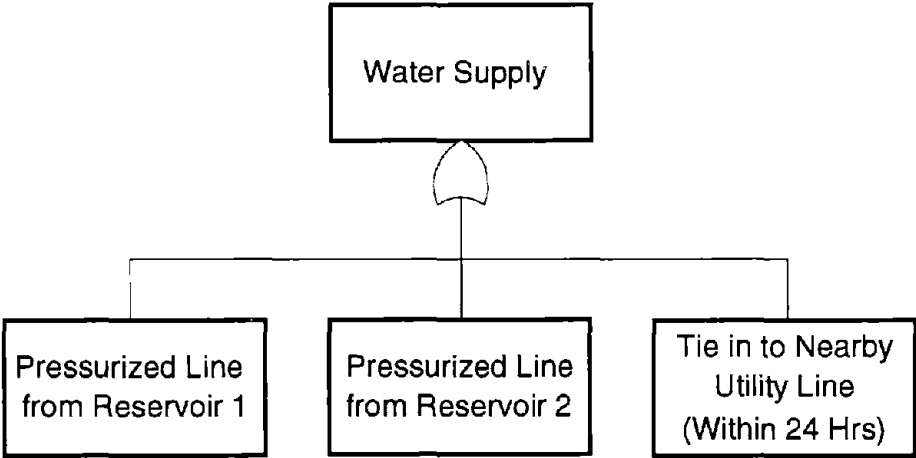 Water Supply
Pressurized Line
from Reservoir 1
Pressurized Line
from Reservoir 2
Tie in to Nearby
Utility Line
(Within 24 Hrs)